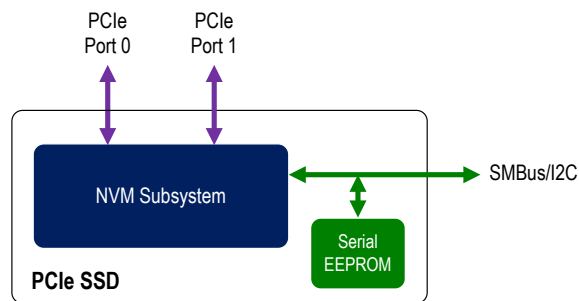 PCIe
Port 0
PCIe
Port 1
NVM Subsystem
SMBus/I2C
Serial
EEPROM
PCIe SSD